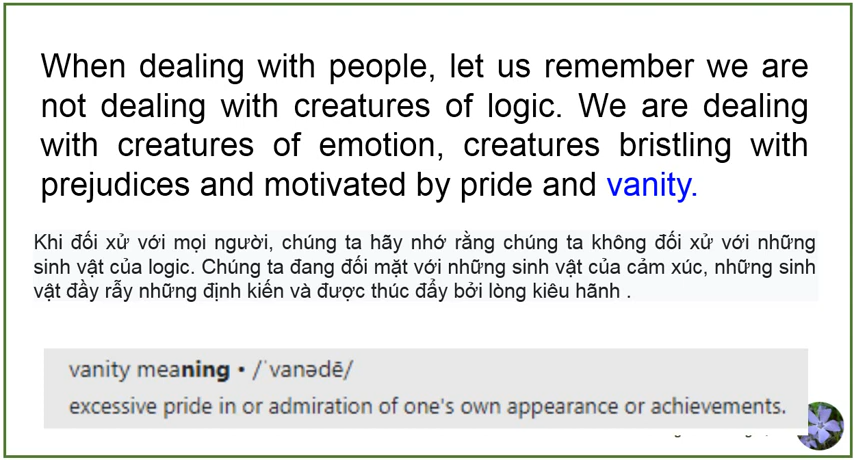 When dealing with people, let us remember we are
not dealing with creatures of logic. We are dealing
with creatures of emotion, creatures bristling with
prejudices and motivated by pride and vanity.
Khi đối xử với mọi người, chúng ta hãy nhớ rằng chúng ta không đối xử với những
sinh vật của logic. Chúng ta đang đối mặt với những sinh vật của cảm xúc, những sinh
vật đầy rẫy những định kiến và được thúc đẩy bởi lòng kiêu hãnh .
vanity meaning • /ˈvanədē/
excessive pride in or admiration of one's own appearance or achievements.